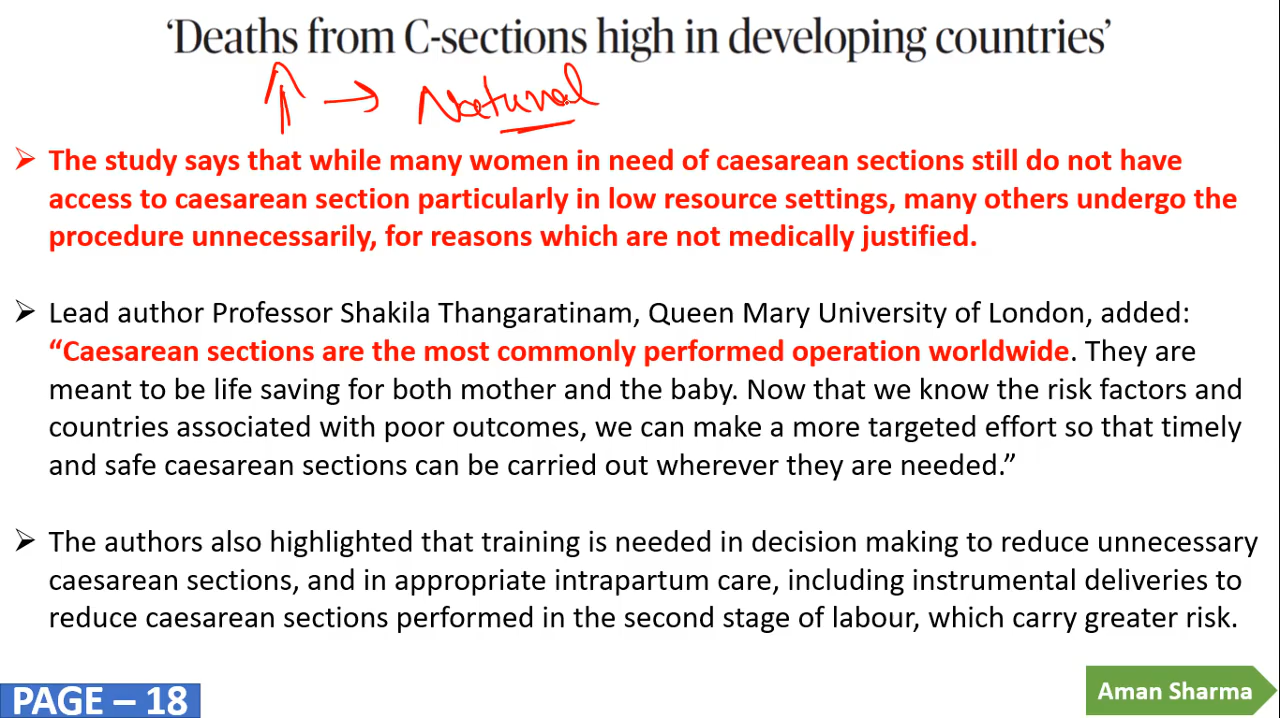 ‘Deaths from C-sections high in developing countries’
Natural
➢ The study says that while many women in need of caesarean sections still do not have
access to caesarean section particularly in low resource settings, many others undergo the
procedure unnecessarily, for reasons which are not medically justified.
➢ Lead author Professor Shakila Thangaratinam, Queen Mary University of London, added:
“Caesarean sections are the most commonly performed operation worldwide. They are
meant to be life saving for both mother and the baby. Now that we know the risk factors and
countries associated with poor outcomes, we can make a more targeted effort so that timely
and safe caesarean sections can be carried out wherever they are needed.”
➢ The authors also highlighted that training is needed in decision making to reduce unnecessary
caesarean sections, and in appropriate intrapartum care, including instrumental deliveries to
reduce caesarean sections performed in the second stage of labour, which carry greater risk.
PAGE – 18
Aman Sharma